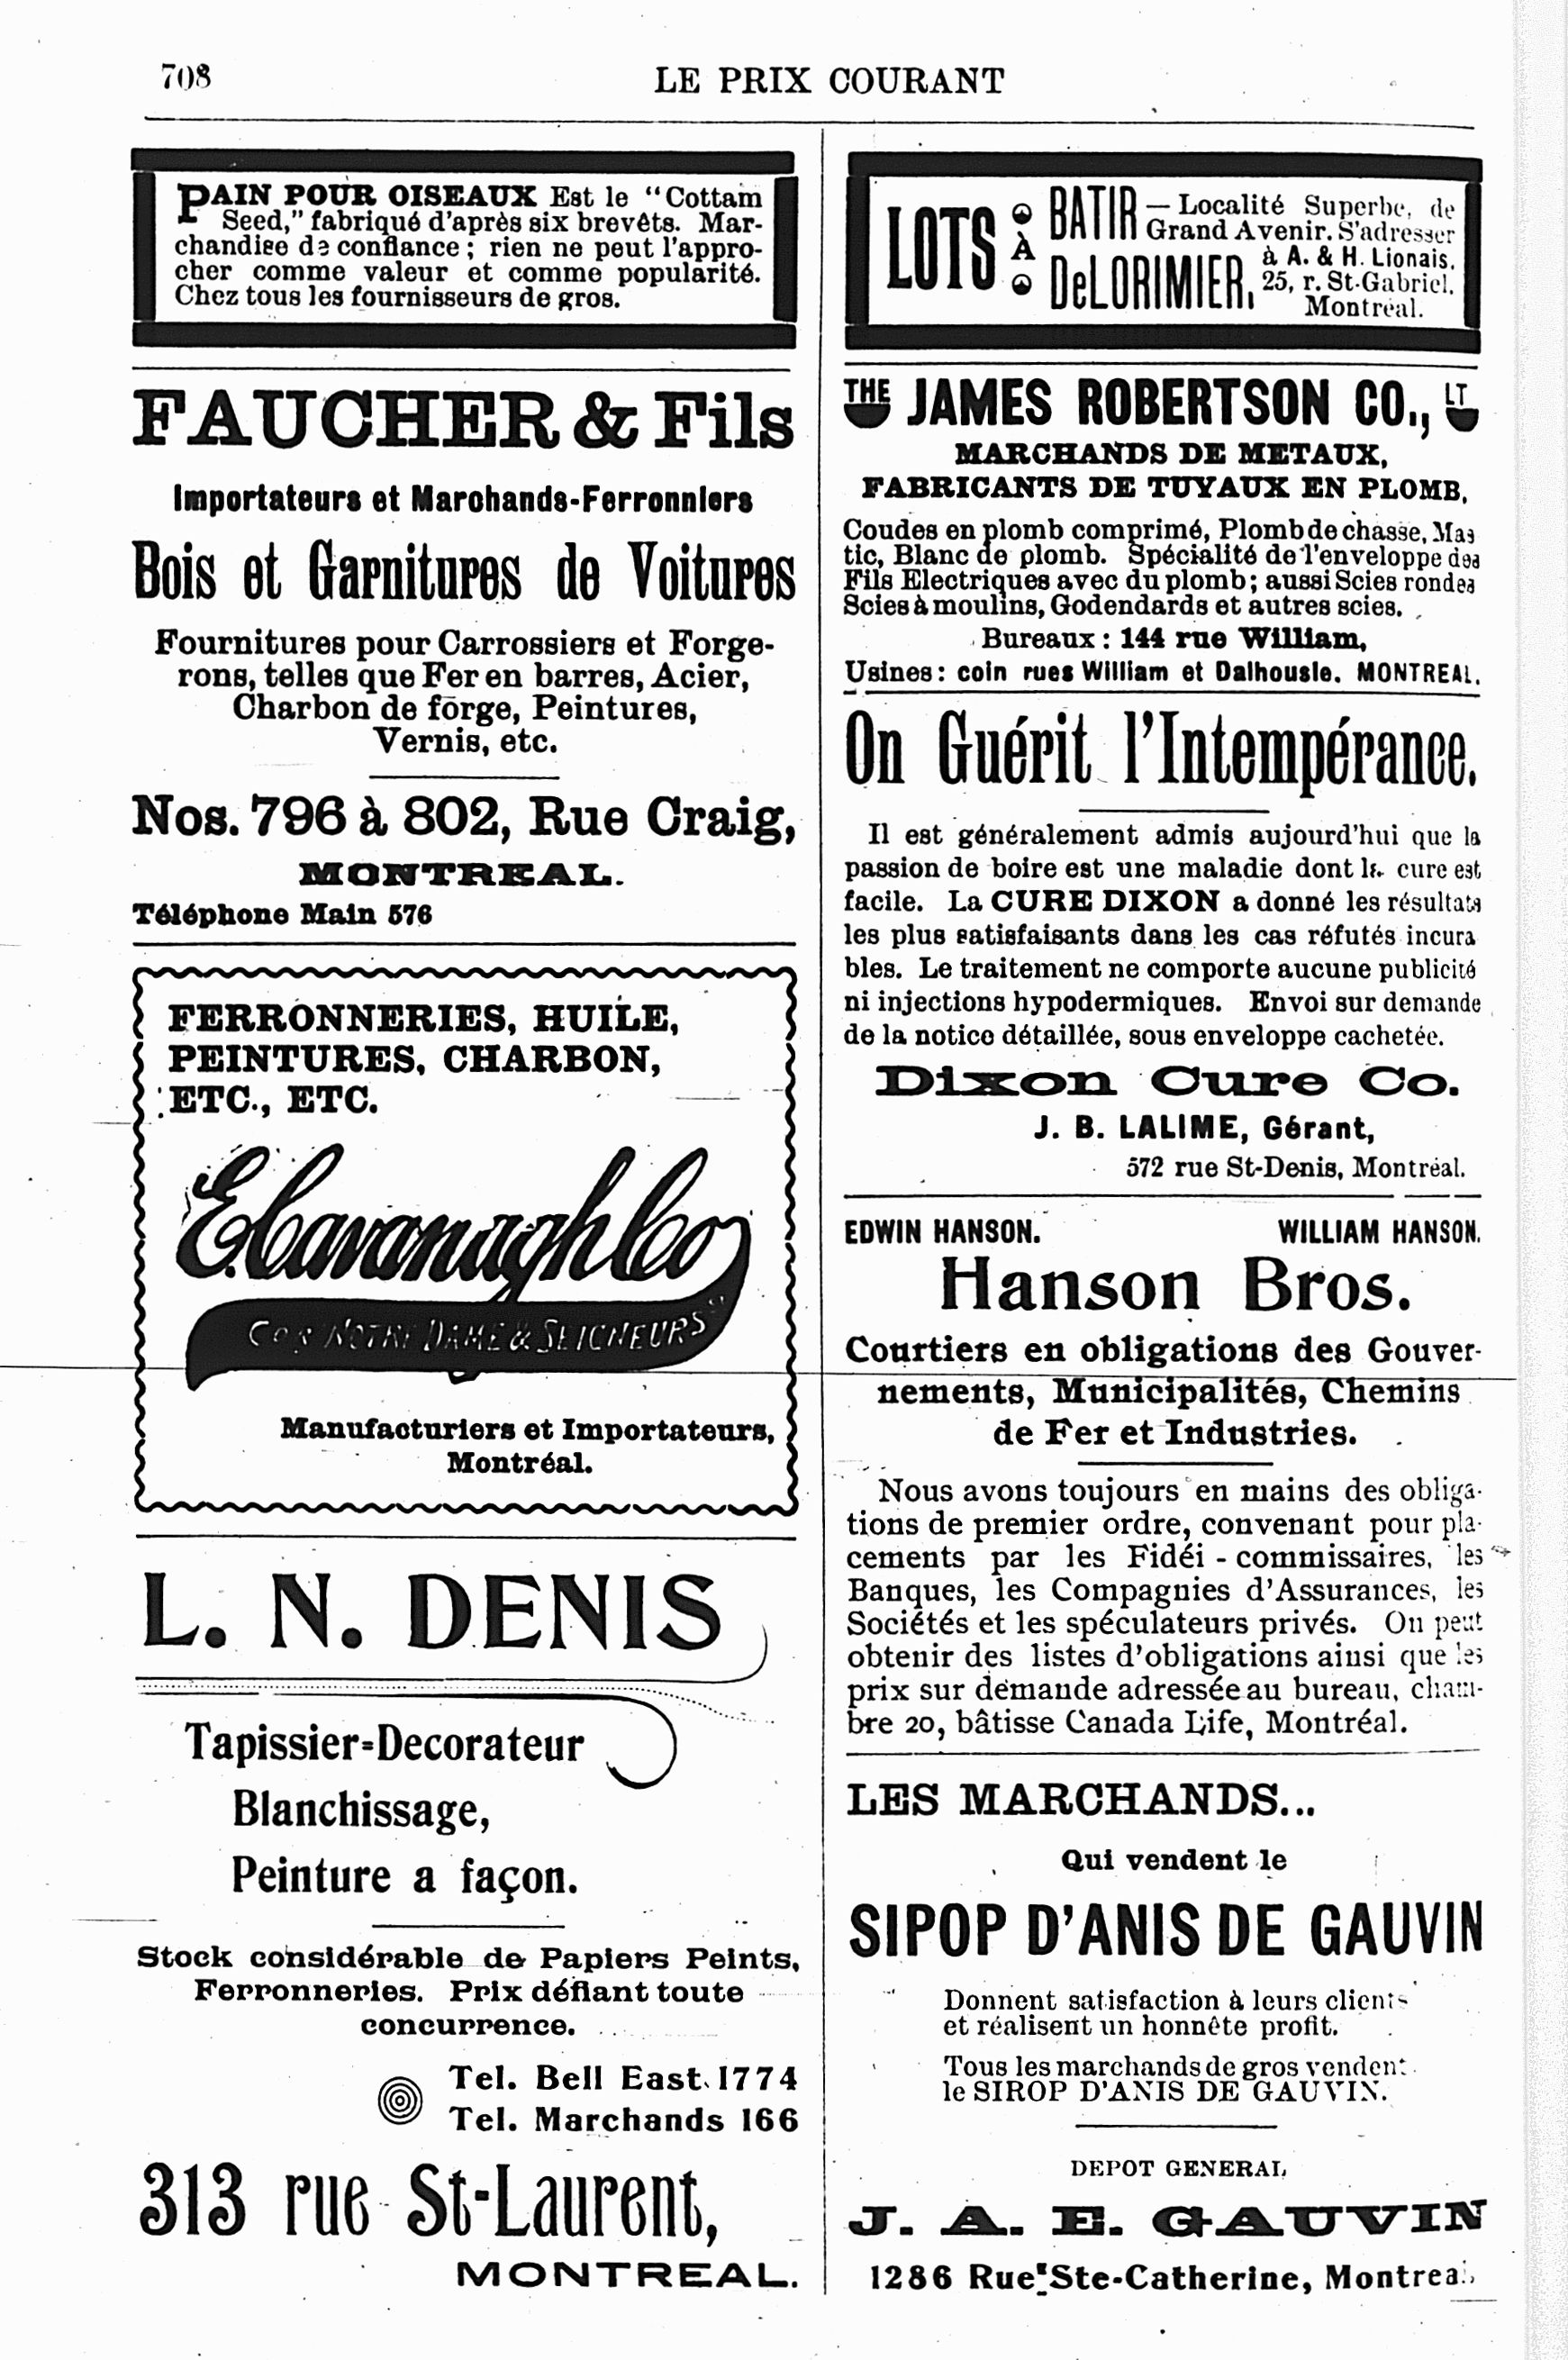 708
LE PRIX COURANT
PAIN POUR OISEAUX Est le "Cottam
Seed," fabriqué d'après six brevêts. Mar-
chandise de confiance; rien ne peut l'appro-
cher comme valeur et comme popularité.
Chez tous les fournisseurs de gros.
FAUCHER & Fils
Importateurs et Marchands-Ferronniers
Bois et Garnitures de Voitures
Fournitures pour Carrossiers et Forge-
rons, telles que Fer en barres, Acier,
Charbon de forge, Peintures,
Vernis, etc.
Nos. 796 à 802, Rue Craig,
MONTREAL.
Téléphone Main 576
FERRONNERIES, HUILE,
PEINTURES, CHARBON,
ETC., ETC.
E. Cavanagh Co
COR NOTRE DAME & SEIGNEURS
Manufacturiers et Importateurs,
Montréal.
L. N. DENIS
Tapissier=Decorateur
Blanchissage,
Peinture a façon.
Stock considérable de Papiers Peints,
Ferronneries. Prix défiant toute
concurrence.
Tel. Bell East 1774
Tel. Marchands 166
313 rue St-Laurent,
MONTREAL.
LOTS À BATIR — Localité Superbe, de
Grand Avenir. S'adresser
DeLORIMIER, à A. & H. Lionais,
25, r. St-Gabriel,
Montréal.
THE JAMES ROBERTSON CO., LT
MARCHANDS DE METAUX,
FABRICANTS DE TUYAUX EN PLOMB,
Coudes en plomb comprimé, Plomb de chasse, Mas
tic, Blanc de plomb. Spécialité de l'enveloppe des
Fils Electriques avec du plomb; aussi Scies rondes
Scies à moulins, Godendards et autres scies.
Bureaux: 144 rue William,
Usines: coin rues William et Dalhousie. MONTREAL.
On Guérit l'Intempérance.
Il est généralement admis aujourd'hui que la
passion de boire est une maladie dont la cure est
facile. La CURE DIXON a donné les résultats
les plus satisfaisants dans les cas réfutés incura
bles. Le traitement ne comporte aucune publicité
ni injections hypodermiques. Envoi sur demande
de la notice détaillée, sous enveloppe cachetée.
Dixon Cure Co.
J. B. LALIME, Gérant,
572 rue St-Denis, Montréal.
EDWIN HANSON. WILLIAM HANSON.
Hanson Bros.
Courtiers en obligations des Gouver-
nements, Municipalités, Chemins
de Fer et Industries.
Nous avons toujours en mains des obliga-
tions de premier ordre, convenant pour pla-
cements par les Fidéi-commissaires, les
Banques, les Compagnies d'Assurances, les
Sociétés et les spéculateurs privés. On peut
obtenir des listes d'obligations ainsi que les
prix sur demande adressée au bureau, cham-
bre 20, bâtisse Canada Life, Montréal.
LES MARCHANDS...
Qui vendent le
SIPOP D'ANIS DE GAUVIN
Donnent satisfaction à leurs clients
et réalisent un honnête profit.
Tous les marchands de gros vendent
le SIROP D'ANIS DE GAUVIN.
DEPOT GENERAL
J. A. E. GAUVIN
1286 Rue Ste-Catherine, Montreal,